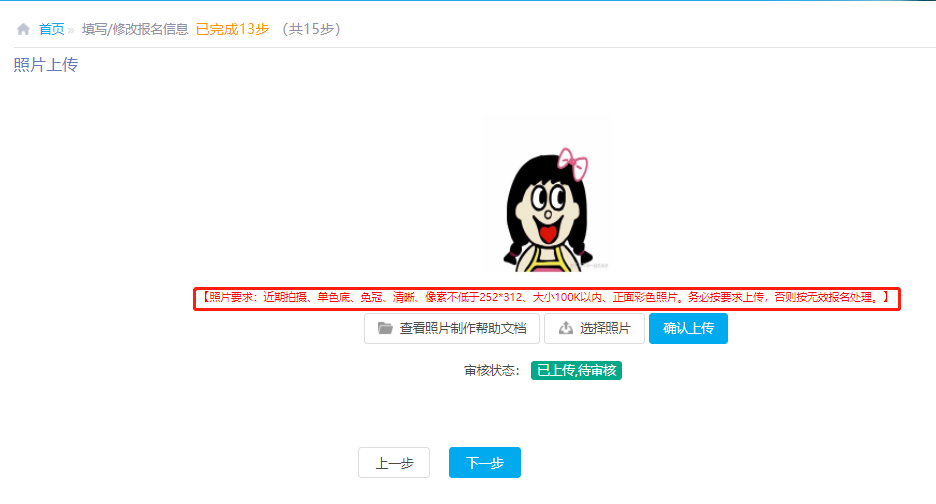 首页 » 填写/修改报名信息 已完成13步 （共15步）
照片上传
【照片要求：近期拍摄、单色底、免冠、清晰、像素不低于252*312、大小100K以内、正面彩色照片。务必按要求上传，否则按无效报名处理。】
查看照片制作帮助文档 选择照片 确认上传
审核状态： 已上传,待审核
上一步 下一步